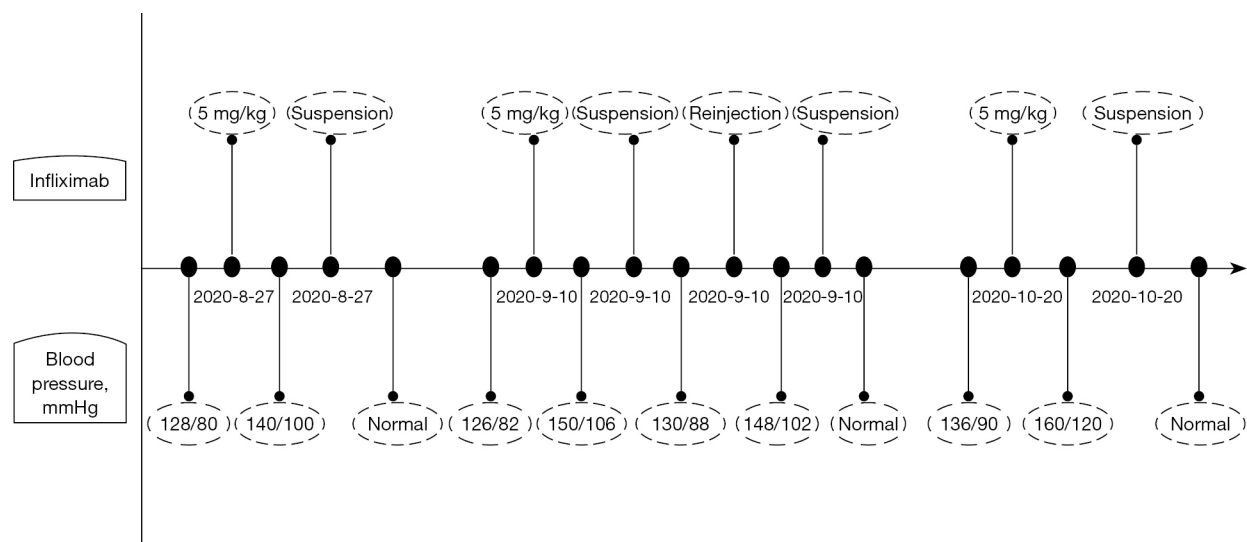 5 mg/kg
Suspension
5 mg/kg
Suspension
Reinjection
Suspension
5 mg/kg
Suspension
Infliximab
2020-8-27
2020-8-27
2020-9-10
2020-9-10
2020-9-10
2020-9-10
2020-10-20
2020-10-20
Blood
pressure,
mmHg
128/80
140/100
Normal
126/82
150/106
130/88
148/102
Normal
136/90
160/120
Normal